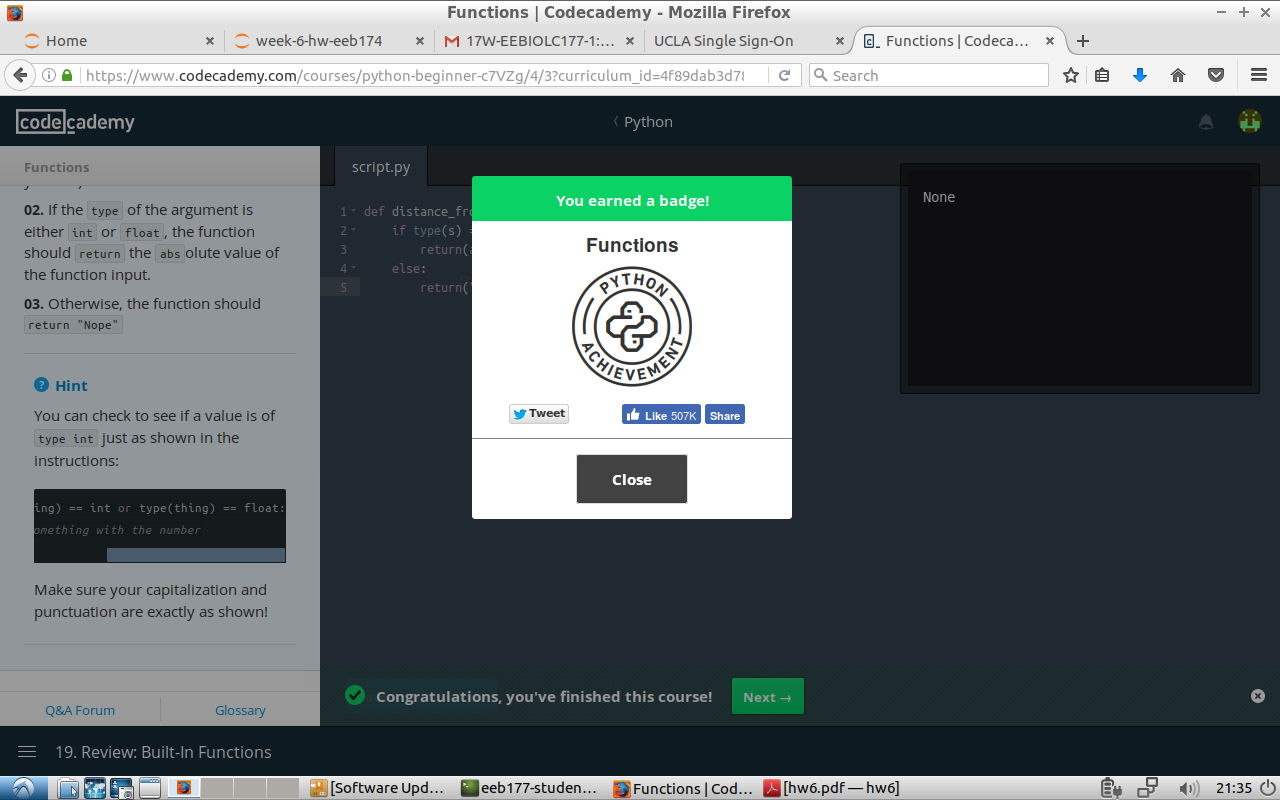 Functions | Codecademy - Mozilla Firefox
Home
week-6-hw-eeb174
17W-EEBIOLC177-1:...
UCLA Single Sign-On
Functions | Codeca...
https://www.codecademy.com/courses/python-beginner-c7VZg/4/3?curriculum_id=4f89dab3d78
Search
codecademy
Python
Functions
script.py
02. If the type of the argument is
either int or float, the function
should return the absolute value of
the function input.
03. Otherwise, the function should
return "Nope"
Hint
You can check to see if a value is of
type int just as shown in the
instructions:
ing) == int or type(thing) == float:
omething with the number
Make sure your capitalization and
punctuation are exactly as shown!
Q&A Forum
Glossary
1 def distance_fro
2 if type(s) =
3 return(a
4 else:
5 return('
None
You earned a badge!
Functions
PYTHON
ACHIEVEMENT
Tweet
Like 507K
Share
Close
Congratulations, you've finished this course!
Next →
19. Review: Built-In Functions
[Software Upd...
eeb177-studen...
Functions | Cod...
[hw6.pdf — hw6]
21:35